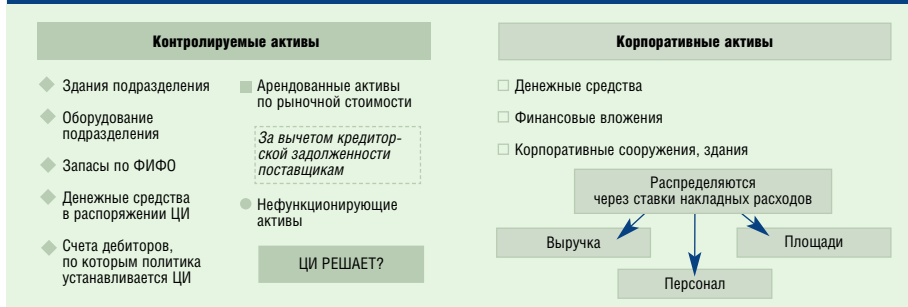 Контролируемые активы
Здания подразделения
Оборудование
подразделения
Запасы по ФИФО
Денежные средства
в распоряжении ЦИ
Счета дебиторов,
по которым политика
устанавливается ЦИ
Арендованные активы
по рыночной стоимости
За вычетом кредитор-
ской задолженности
поставщикам
Нефункционирующие
активы
ЦИ РЕШАЕТ?
Корпоративные активы
Денежные средства
Финансовые вложения
Корпоративные сооружения, здания
Распределяются
через ставки накладных расходов
Выручка
Персонал
Площади